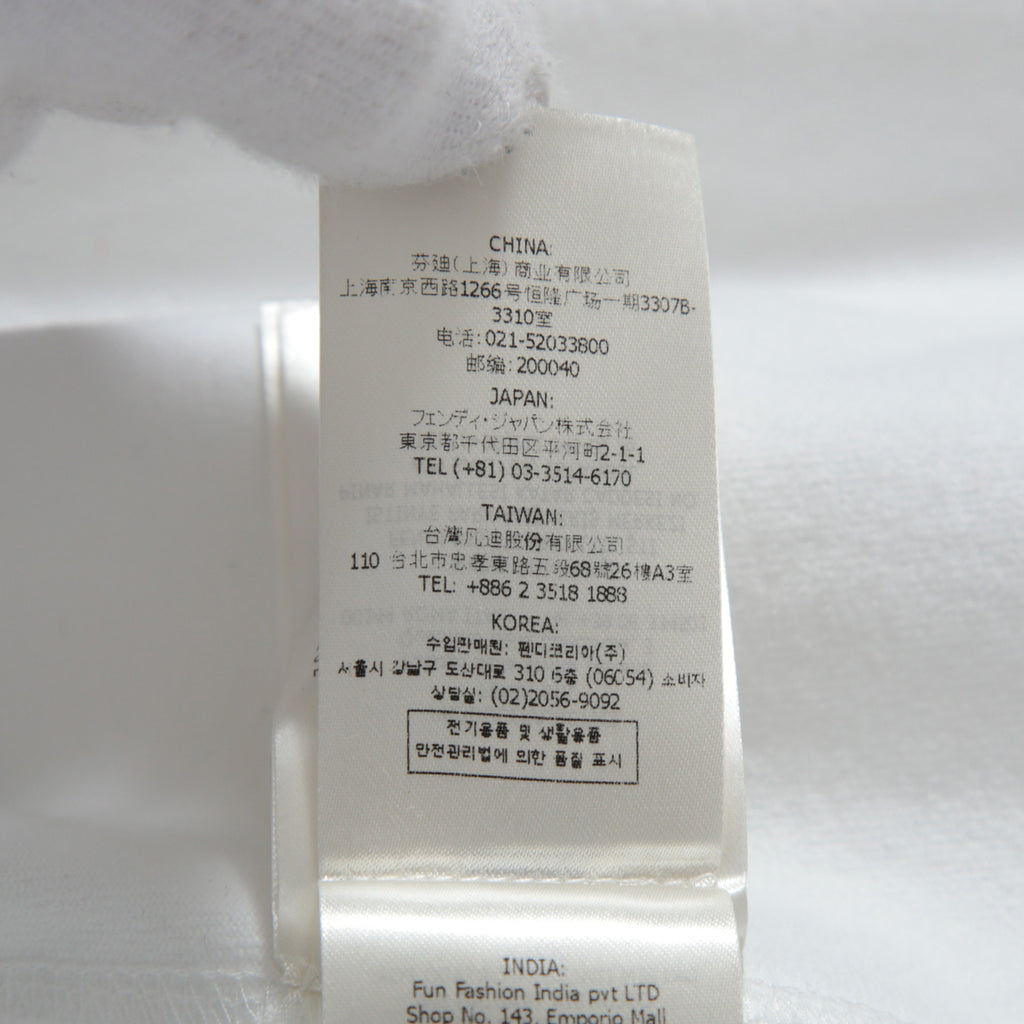 CHINA:
芬迪(上海)商业有限公司
上海南京西路1266号恒隆广场一期3307B-
3310室
电话:021-52033800
邮编:200040
JAPAN:
フェンディ・ジャパン株式会社
東京都千代田区平河町2-1-1
TEL (+81) 03-3514-6170
TAIWAN:
台灣凡迪股份有限公司
110 台北市忠孝東路五段68號26樓A3室
TEL: +886 2 3518 1888
KOREA:
수입판매원: 펜디코리아(주)
서울시 강남구 도산대로 310 5층 (06054) 소비자
상담실: (02)2056-9092
전기용품 및 생활용품
안전관리법에 의한 품질 표시
INDIA:
Fun Fashion India pvt LTD
Shop No. 143, Emporio Mall